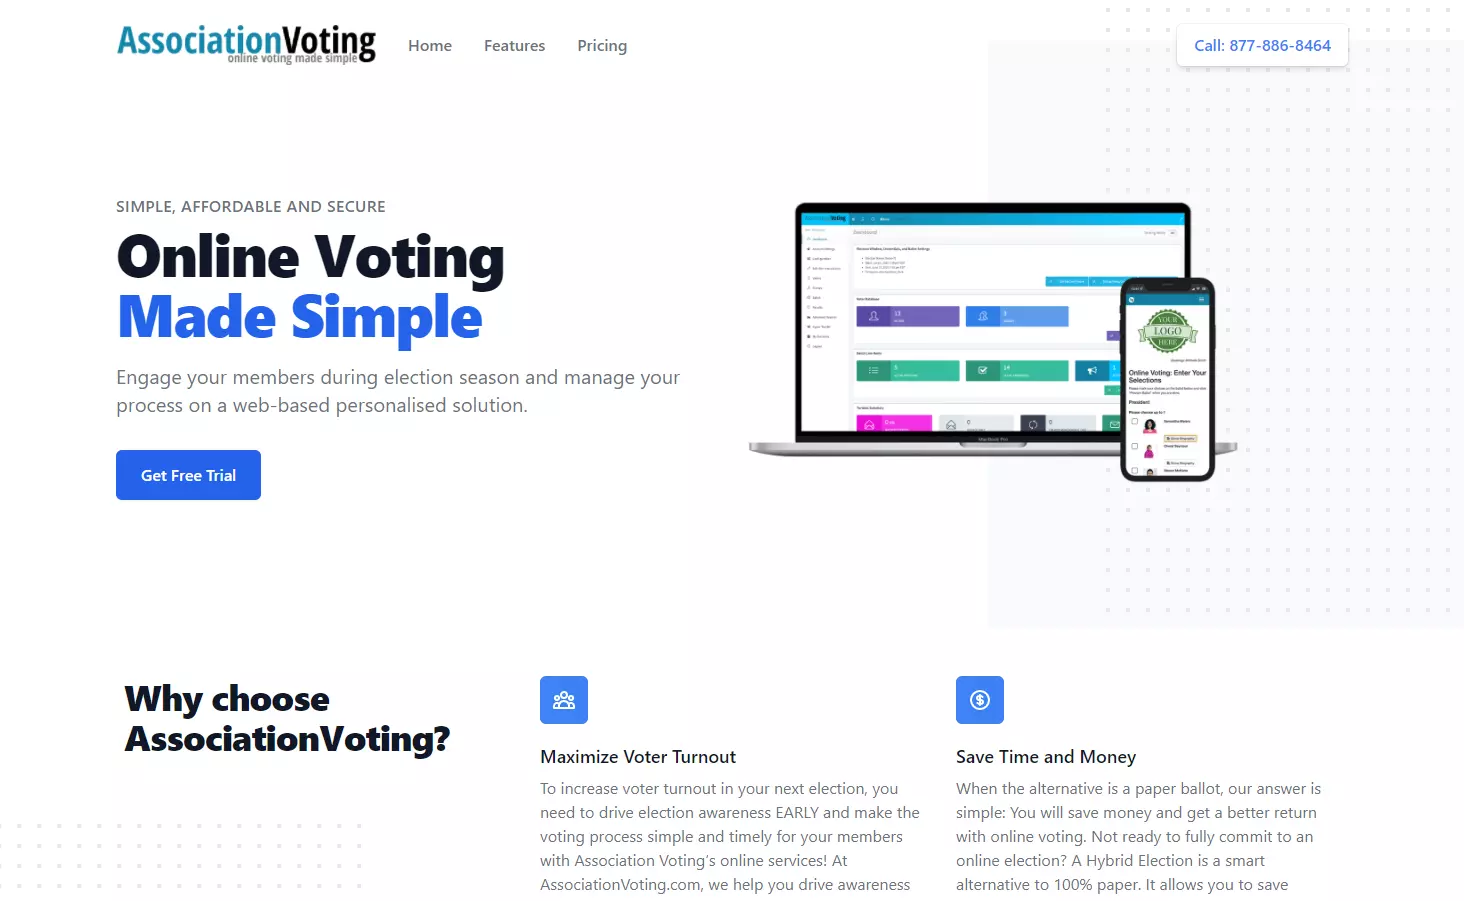 AssociationVoting
online voting made simple
Home
Features
Pricing
Call: 877-886-8464
SIMPLE, AFFORDABLE AND SECURE
Online Voting
Made Simple
Engage your members during election season and manage your
process on a web-based personalised solution.
Get Free Trial
Dashboard
MacBook Pro
YOUR
LOGO
HERE
Online Voting: Enter Your
Selections
President
Why choose
AssociationVoting?
Maximize Voter Turnout
To increase voter turnout in your next election, you
need to drive election awareness EARLY and make the
voting process simple and timely for your members
with Association Voting’s online services! At
AssociationVoting.com, we help you drive awareness
Save Time and Money
When the alternative is a paper ballot, our answer is
simple: You will save money and get a better return
with online voting. Not ready to fully commit to an
online election? A Hybrid Election is a smart
alternative to 100% paper. It allows you to save